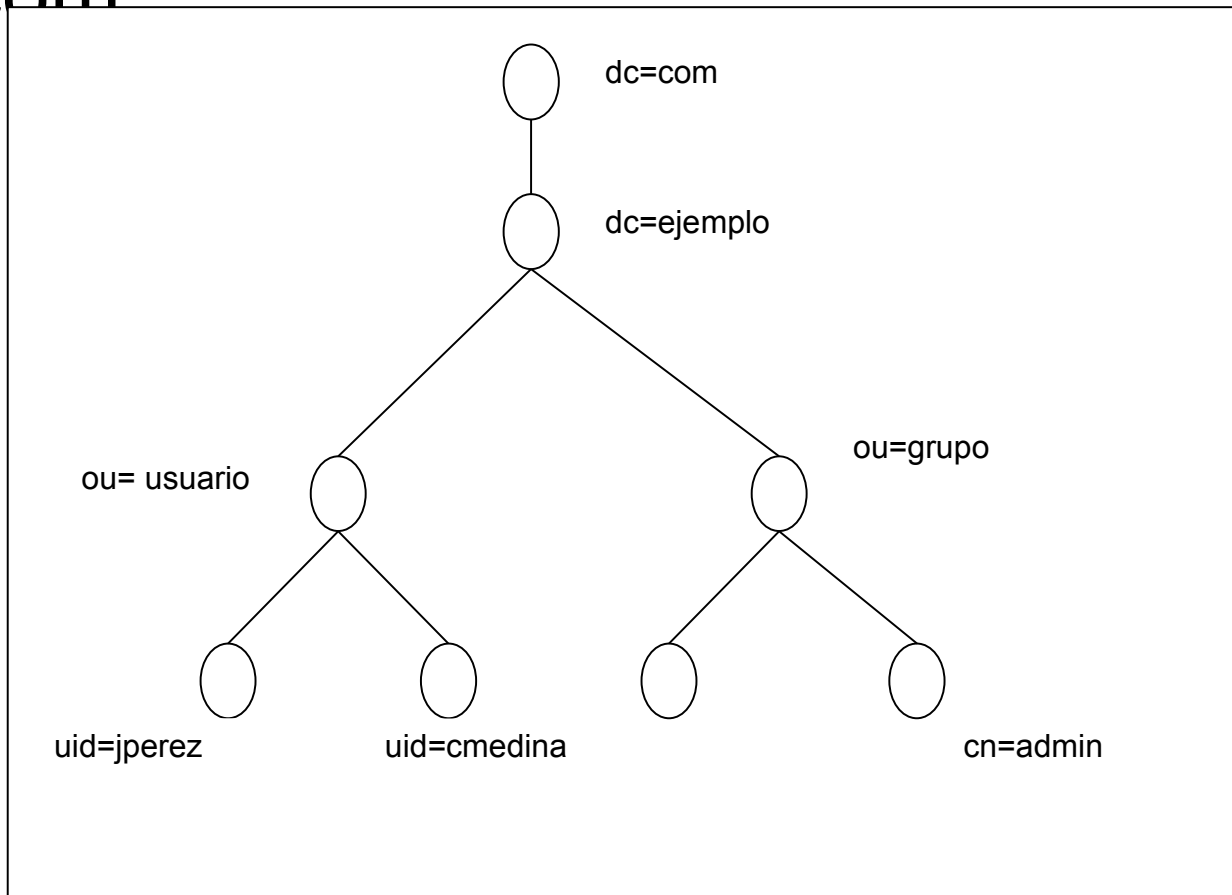 dc=com
dc=ejemplo
ou=grupo
ou= usuario
uid=jperez
uid=cmedina
cn=admin